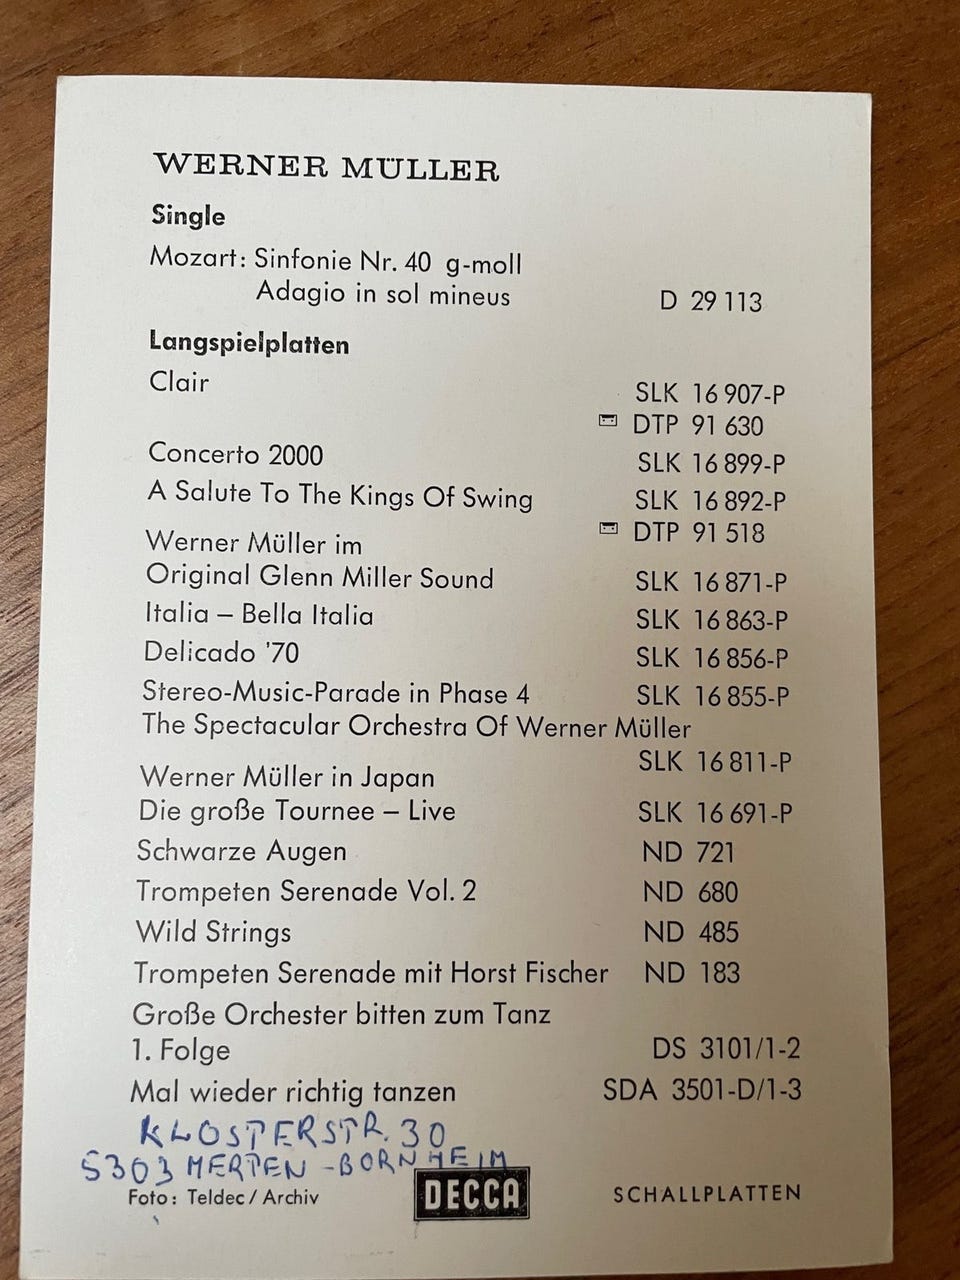 WERNER MÜLLER
Single
Mozart: Sinfonie Nr. 40 g-moll
Adagio in sol mineus D 29 113
Langspielplatten
Clair SLK 16 907-P
DTP 91 630
Concerto 2000 SLK 16 899-P
A Salute To The Kings Of Swing SLK 16 892-P
DTP 91 518
Werner Müller im
Original Glenn Miller Sound SLK 16 871-P
Italia – Bella Italia SLK 16 863-P
Delicado '70 SLK 16 856-P
Stereo-Music-Parade in Phase 4 SLK 16 855-P
The Spectacular Orchestra Of Werner Müller
SLK 16 811-P
Werner Müller in Japan
Die große Tournee – Live SLK 16 691-P
Schwarze Augen ND 721
Trompeten Serenade Vol. 2 ND 680
Wild Strings ND 485
Trompeten Serenade mit Horst Fischer ND 183
Große Orchester bitten zum Tanz
1. Folge DS 3101/1-2
Mal wieder richtig tanzen SDA 3501-D/1-3
KLOSTERSTR. 30
5303 MERTEN-BORNHEIM
Foto: Teldec / Archiv DECCA SCHALLPLATTEN